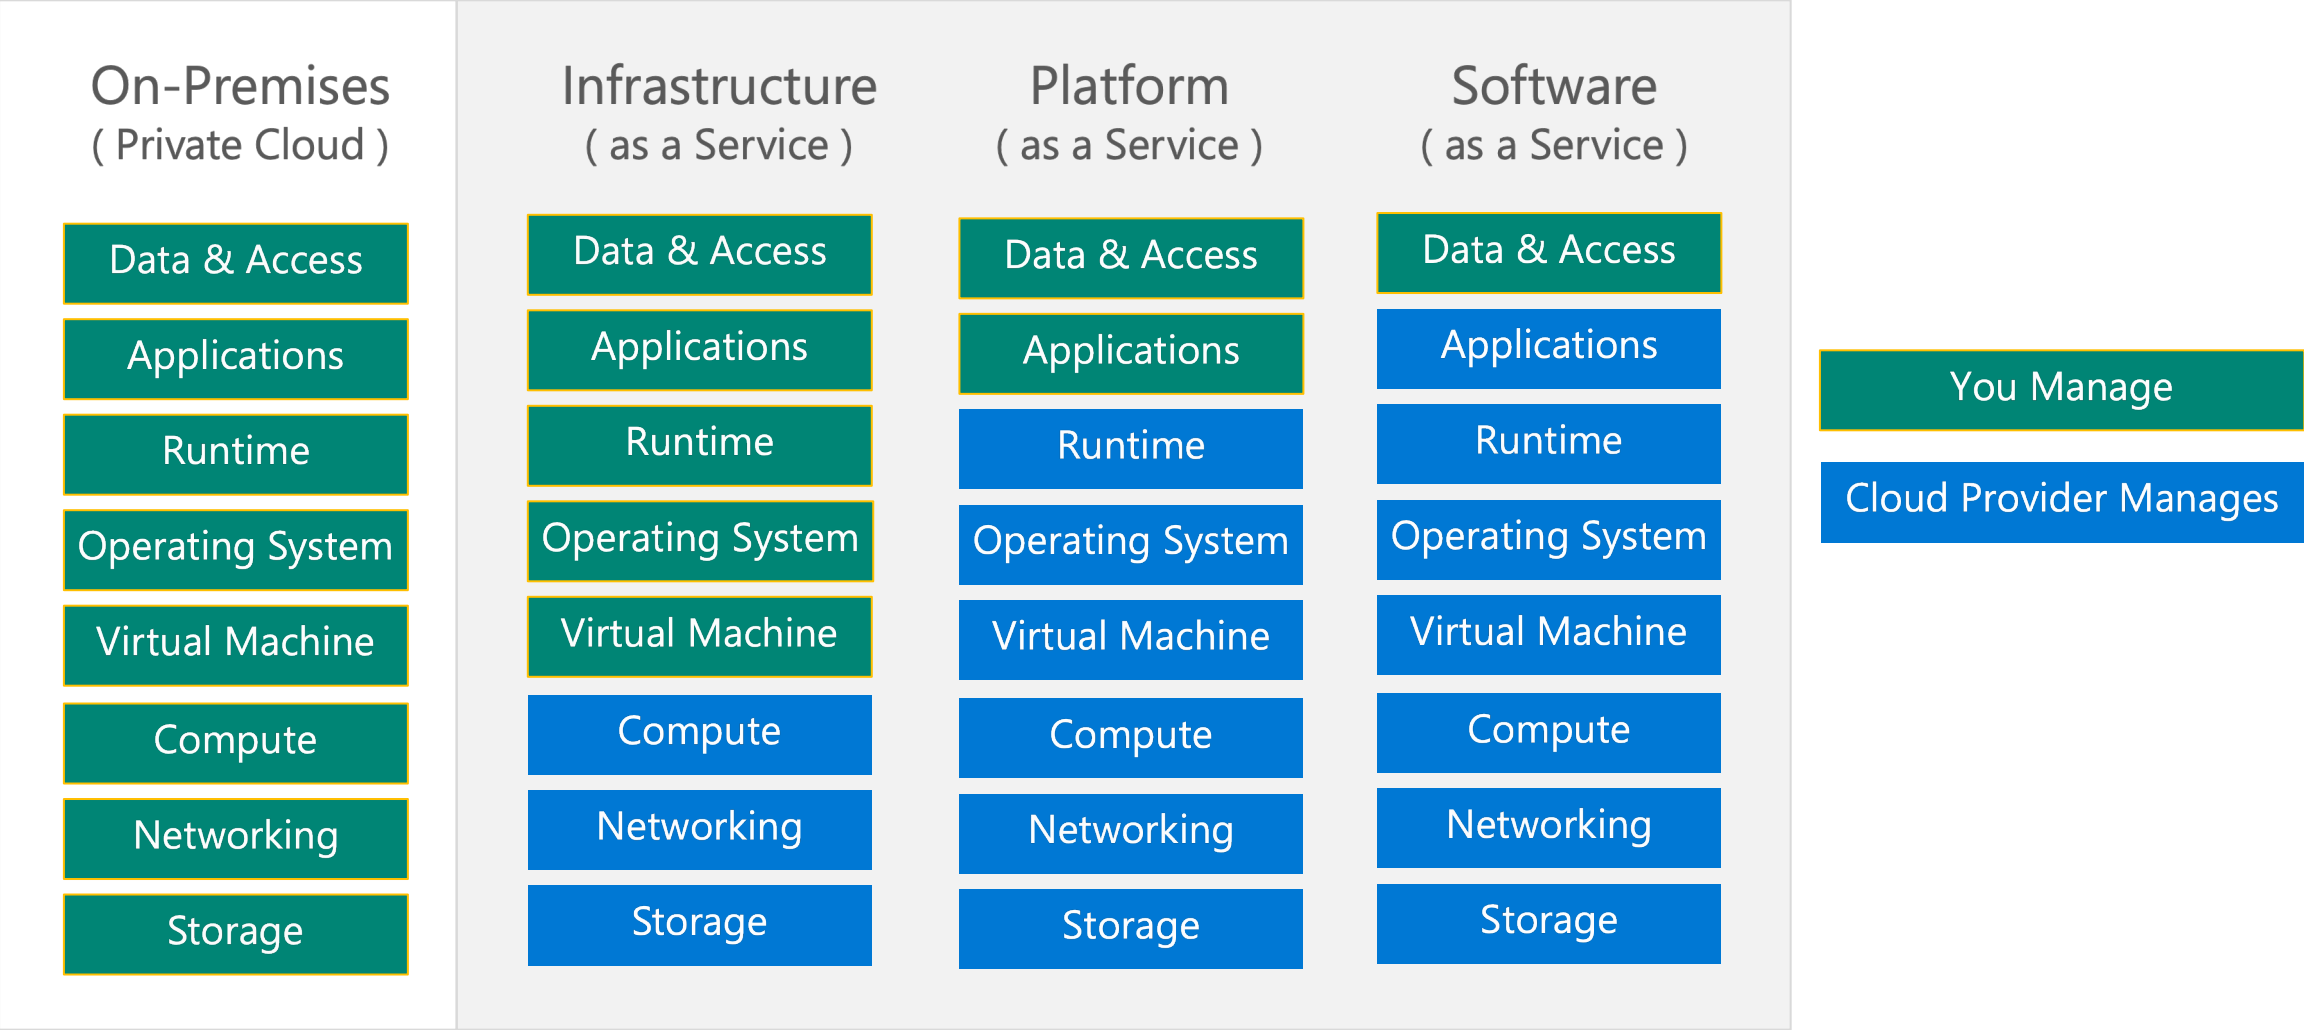 On-Premises
( Private Cloud )
Data & Access
Applications
Runtime
Operating System
Virtual Machine
Compute
Networking
Storage
Infrastructure
( as a Service )
Data & Access
Applications
Runtime
Operating System
Virtual Machine
Compute
Networking
Storage
Platform
( as a Service )
Data & Access
Applications
Runtime
Operating System
Virtual Machine
Compute
Networking
Storage
Software
( as a Service )
Data & Access
Applications
Runtime
Operating System
Virtual Machine
Compute
Networking
Storage
You Manage
Cloud Provider Manages